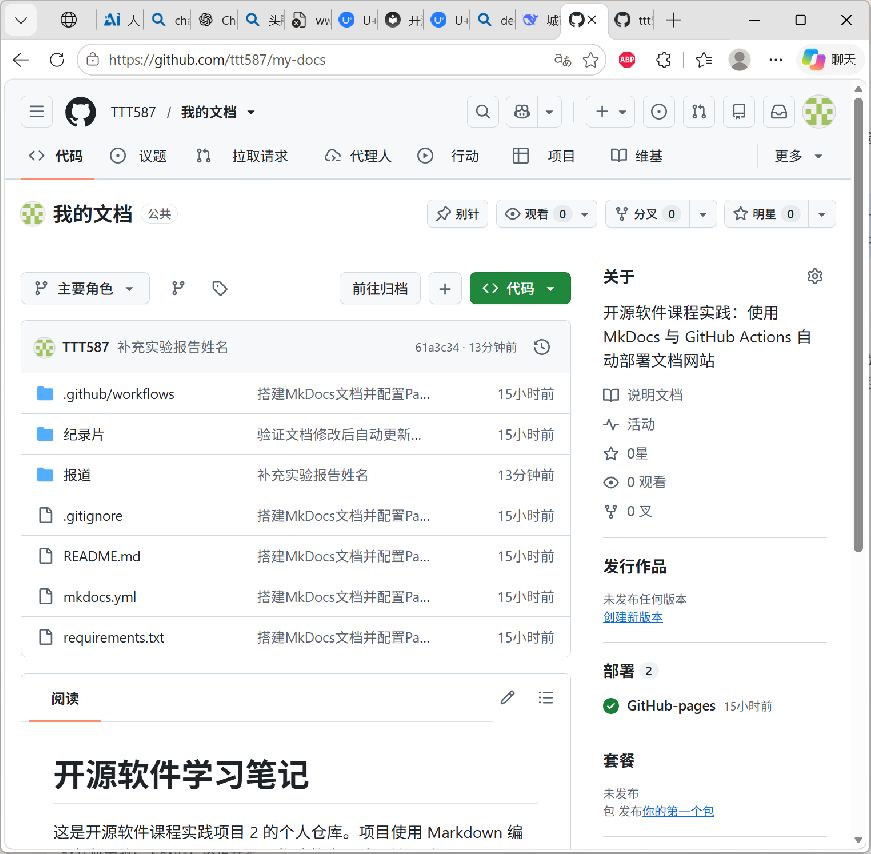 Ai 人
cha
Ch
头
ww
U+
开
U+
de
城
ttt!
https://github.com/ttt587/my-docs
ABP
聊天
TTT587 / 我的文档
代码
议题
拉取请求
代理人
行动
项目
维基
更多
我的文档 公共
别针
观看 0
分叉 0
明星 0
主要角色
前往归档
代码
TTT587 补充实验报告姓名
61a3c34 · 13分钟前
.github/workflows 搭建MkDocs文档并配置Pa... 15小时前
纪录片 验证文档修改后自动更新... 15小时前
报道 补充实验报告姓名 13分钟前
.gitignore 搭建MkDocs文档并配置Pa... 15小时前
README.md 搭建MkDocs文档并配置Pa... 15小时前
mkdocs.yml 搭建MkDocs文档并配置Pa... 15小时前
requirements.txt 搭建MkDocs文档并配置Pa... 15小时前
阅读
开源软件学习笔记
这是开源软件课程实践项目 2 的个人仓库。项目使用 Markdown 编
关于
开源软件课程实践：使用
MkDocs 与 GitHub Actions 自
动部署文档网站
说明文档
活动
0星
0 观看
0 叉
发行作品
未发布任何版本
创建新版本
部署 2
GitHub-pages 15小时前
套餐
未发布
包 发布你的第一个包